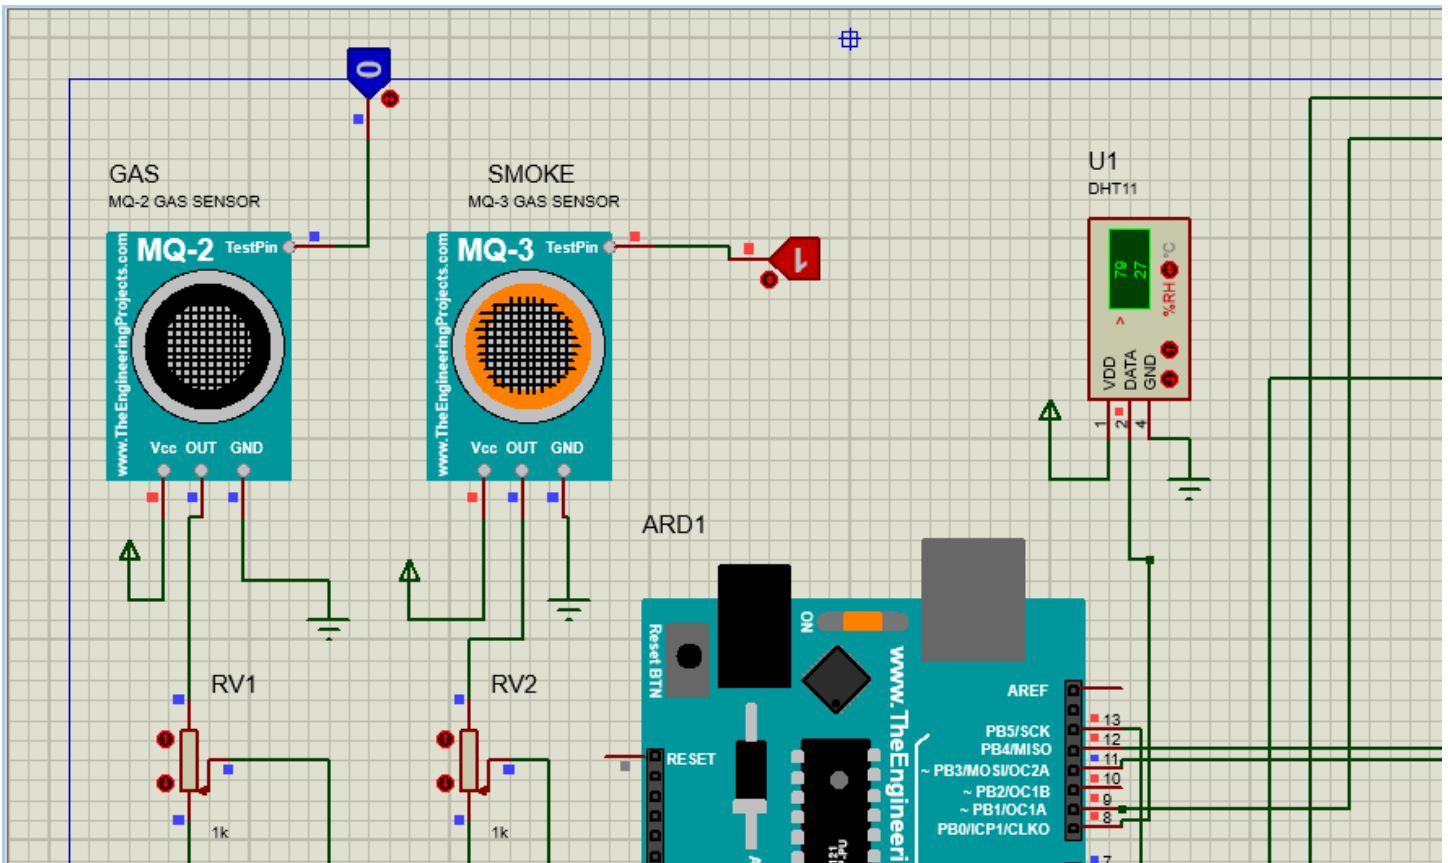 0
GAS
MQ-2 GAS SENSOR
MQ-2 TestPin
www.TheEngineeringProjects.com
Vcc OUT GND
SMOKE
MQ-3 GAS SENSOR
MQ-3 TestPin
www.TheEngineeringProjects.com
Vcc OUT GND
1
U1
DHT11
79
27
°C
%RH
>
VDD
DATA
GND
1
2
4
RV1
1k
RV2
1k
ARD1
Reset BTN
ON
www.TheEngineeri
RESET
AREF
PB5/SCK 13
PB4/MISO 12
~ PB3/MOSI/OC2A 11
~ PB2/OC1B 10
~ PB1/OC1A 9
PB0/ICP1/CLKO 8
7